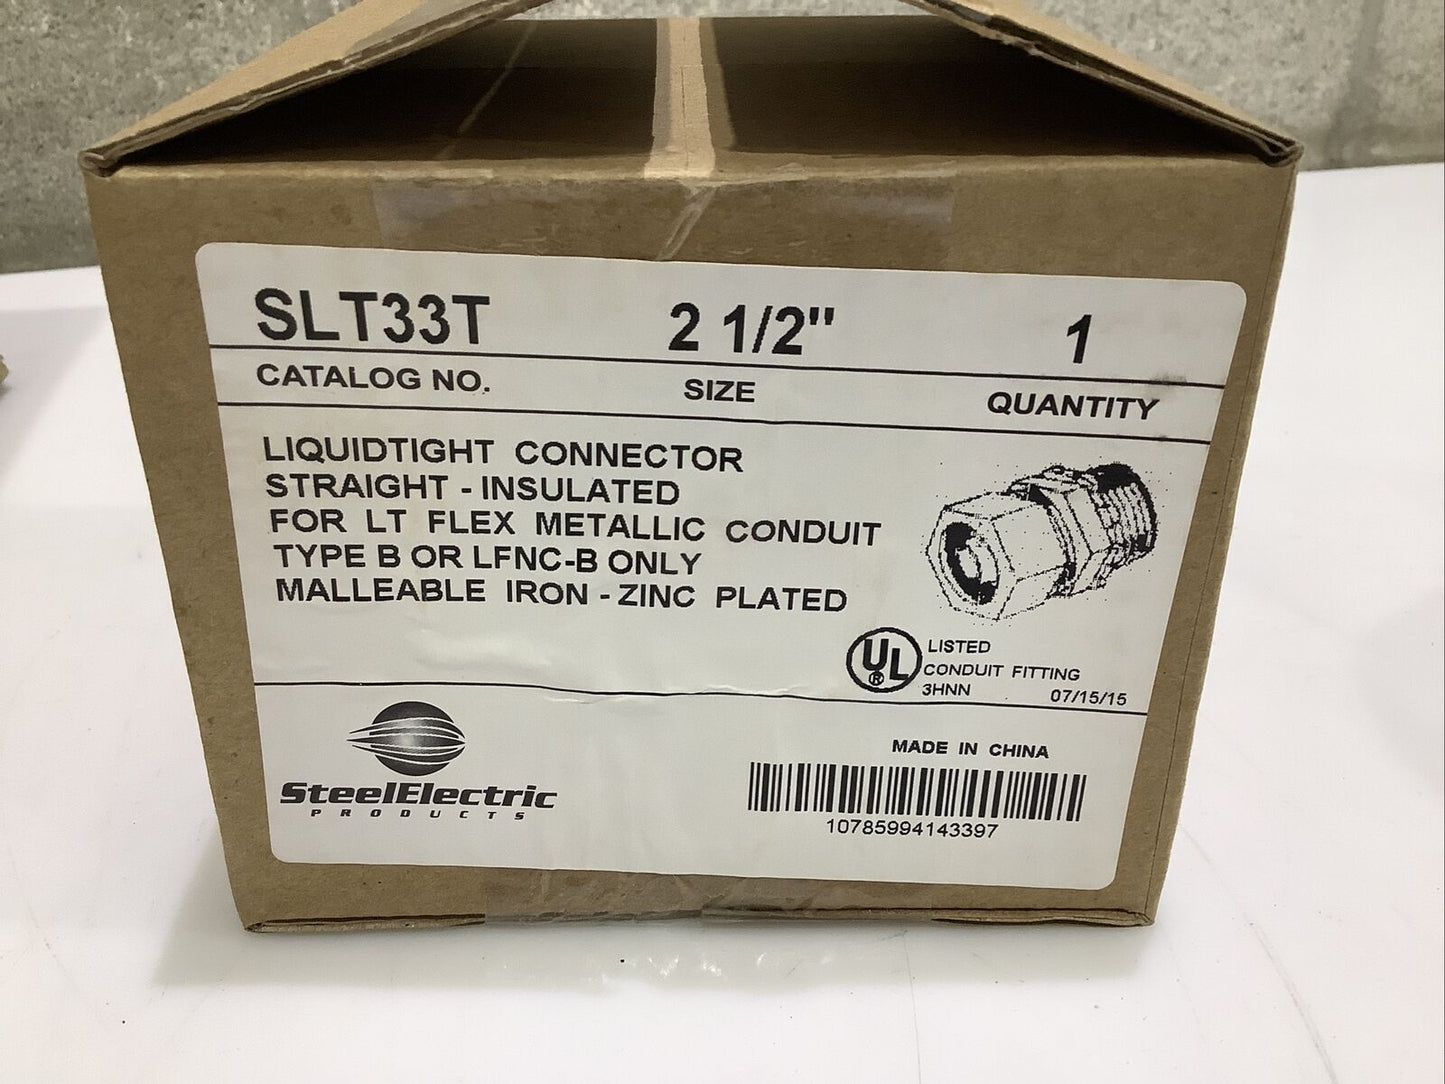 SLT33T 2 1/2" 1
CATALOG NO. SIZE QUANTITY
LIQUIDTIGHT CONNECTOR
STRAIGHT - INSULATED
FOR LT FLEX METALLIC CONDUIT
TYPE B OR LFNC-B ONLY
MALLEABLE IRON - ZINC PLATED
UL ® LISTED
CONDUIT FITTING
3HNN 07/15/15
MADE IN CHINA
SteelElectric
PRODUCTS
10785994143397